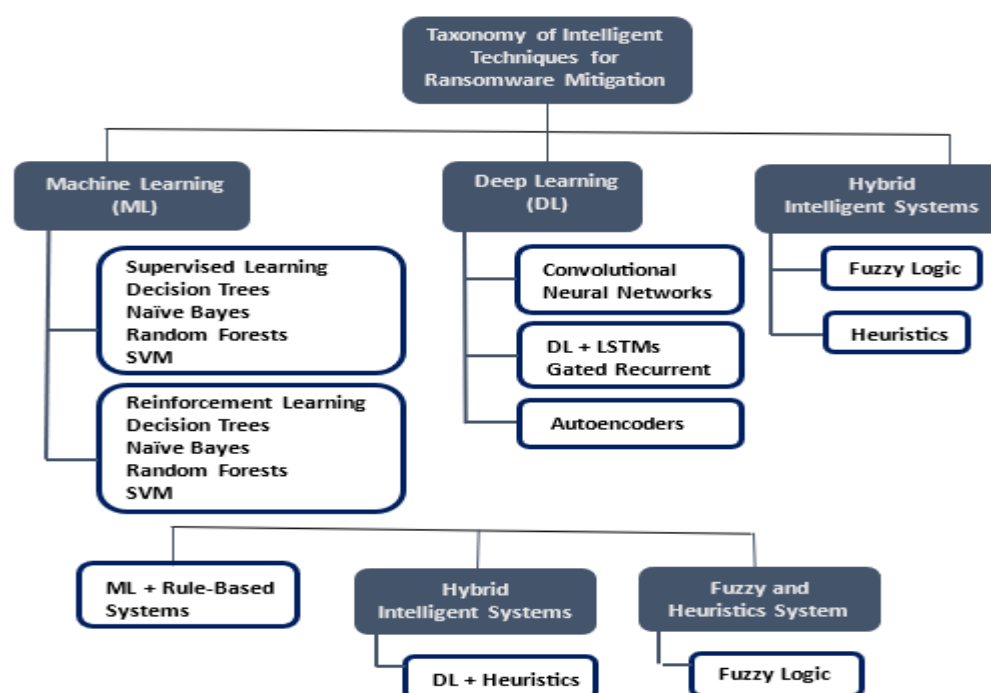 Taxonomy of Intelligent
Techniques for
Ransomware Mitigation
Machine Learning
(ML)
Supervised Learning
Decision Trees
Naïve Bayes
Random Forests
SVM
Reinforcement Learning
Decision Trees
Naïve Bayes
Random Forests
SVM
Deep Learning
(DL)
Convolutional
Neural Networks
DL + LSTMs
Gated Recurrent
Autoencoders
Hybrid
Intelligent Systems
Fuzzy Logic
Heuristics
ML + Rule-Based
Systems
Hybrid
Intelligent Systems
DL + Heuristics
Fuzzy and
Heuristics System
Fuzzy Logic